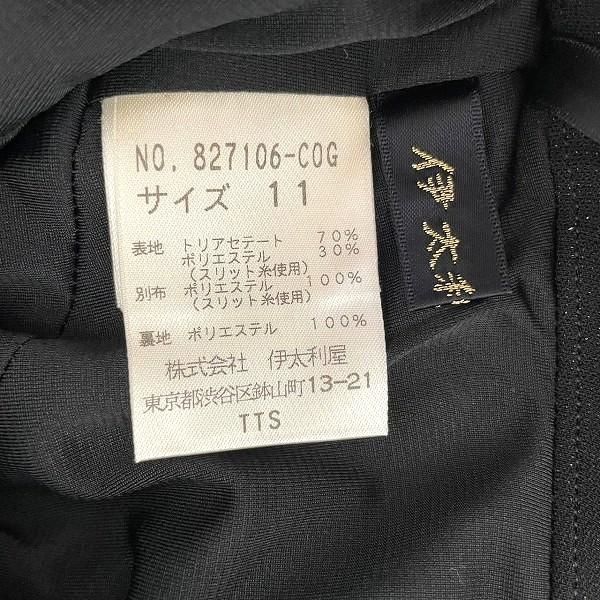 NO. 827106-COG
サイズ 11
表地 トリアセテート 70%
ポリエステル 30%
(スリット糸使用)
別布 ポリエステル 100%
(スリット糸使用)
裏地 ポリエステル 100%
株式会社 伊太利屋
東京都渋谷区鉢山町13-21
TTS
伊太利